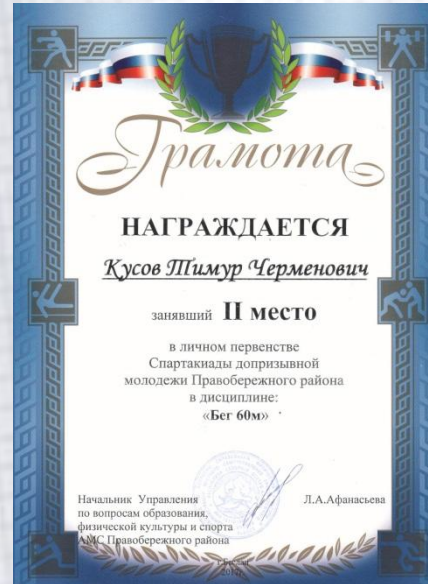 Грамота
НАГРАЖДАЕТСЯ
Кусов Тимур Черменович
занявший II место
в личном первенстве
Спартакиады допризывной
молодежи Правобережного района
в дисциплине:
«Бег 60м»
Начальник Управления
по вопросам образования,
физической культуры и спорта
АМС Правобережного района
Л.А.Афанасьева